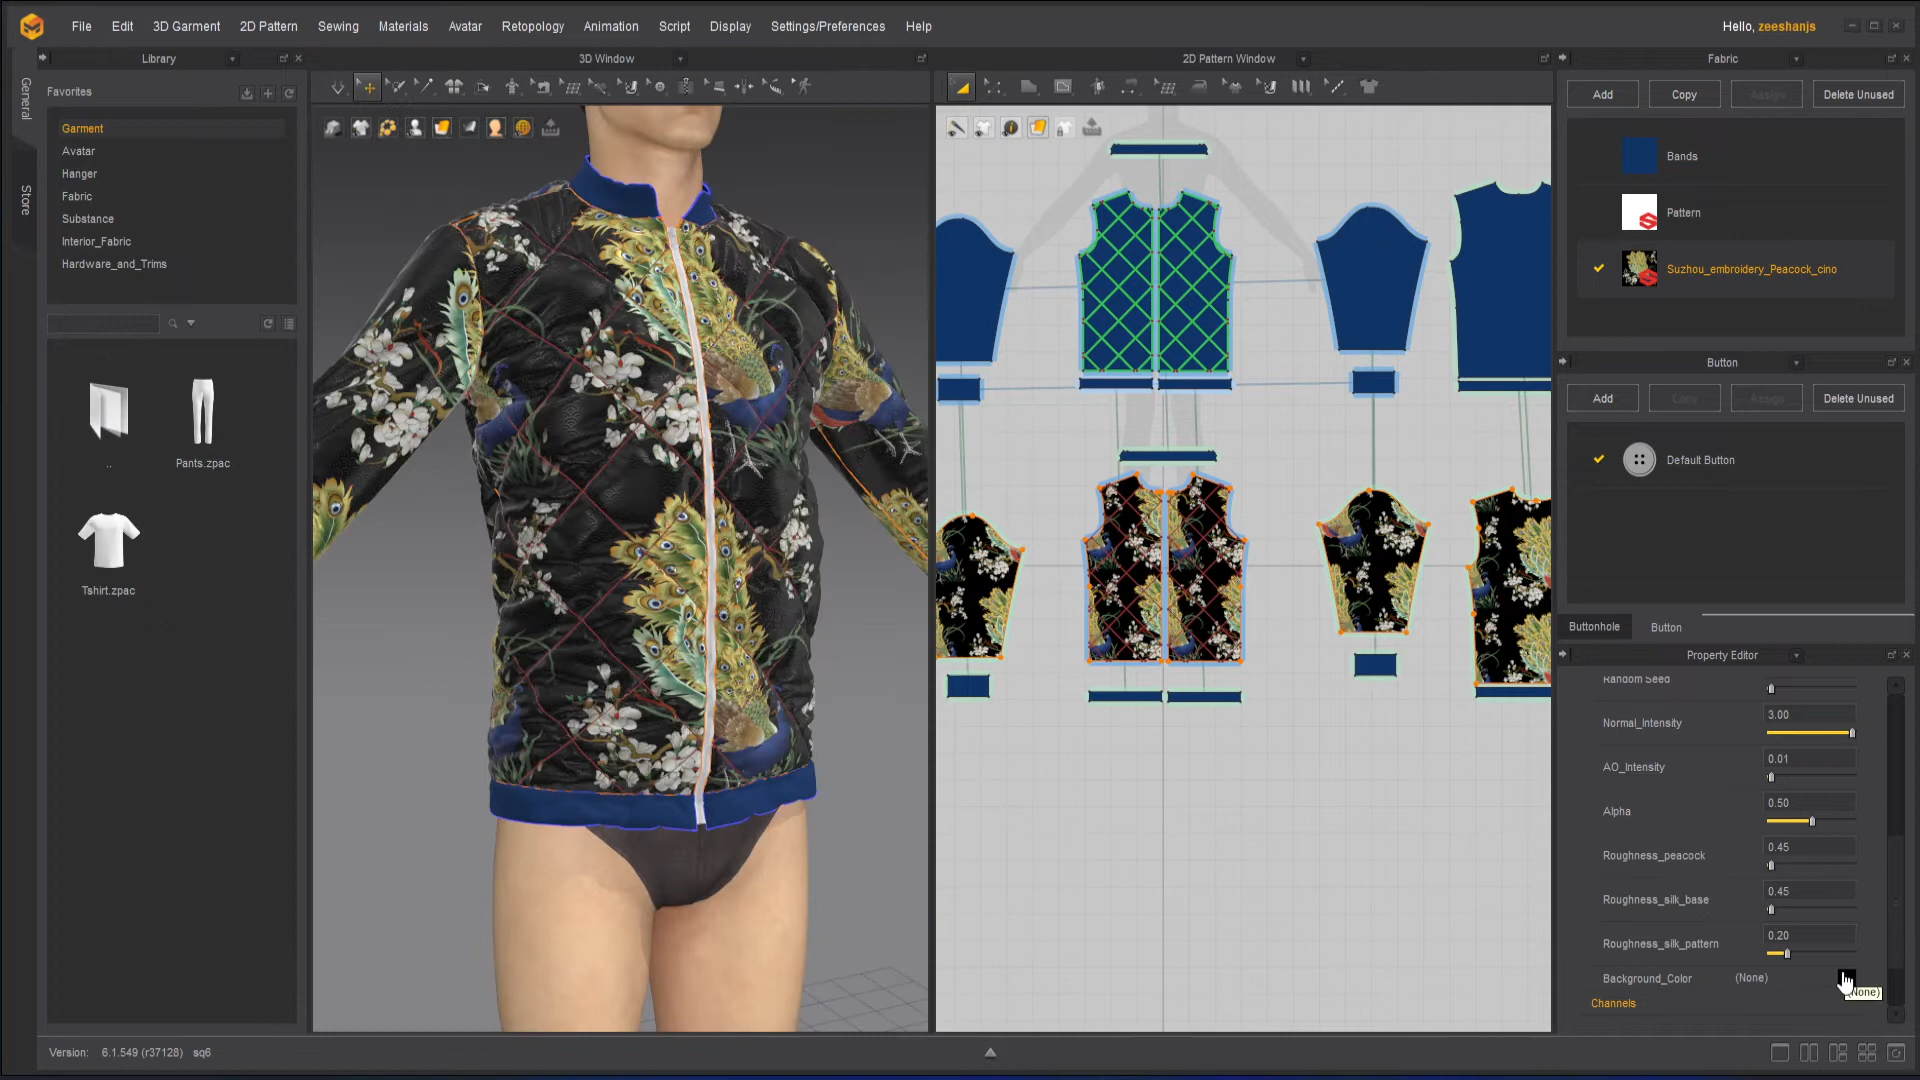 File Edit 3D Garment 2D Pattern Sewing Materials Avatar Retopology Animation Script Display Settings/Preferences Help
Hello, zeeshanjs
Library
3D Window
2D Pattern Window
Fabric
General
Store
Favorites
Garment
Avatar
Hanger
Fabric
Substance
Interior_Fabric
Hardware_and_Trims
..
Pants.zpac
Tshirt.zpac
Add Copy Assign Delete Unused
Bands
Pattern
Suzhou_embroidery_Peacock_cino
Button
Add Copy Assign Delete Unused
Default Button
Buttonhole Button
Property Editor
Random Seed
Normal_Intensity 3.00
AO_Intensity 0.01
Alpha 0.50
Roughness_peacock 0.45
Roughness_silk_base 0.45
Roughness_silk_pattern 0.20
Background_Color (None)
(None)
Channels
Version: 6.1.549 (r37128) sq6